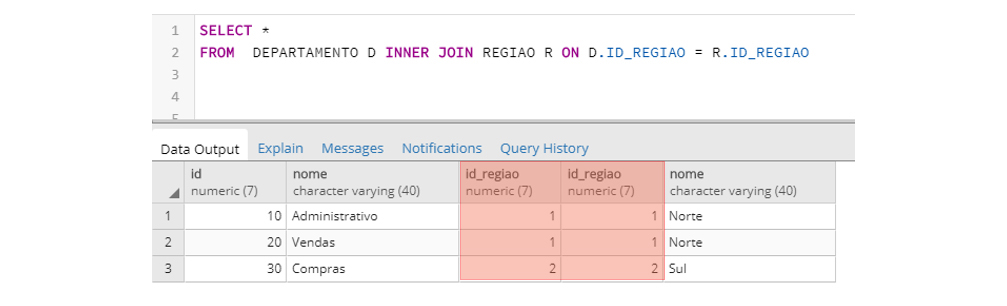 1 SELECT *
2 FROM DEPARTAMENTO D INNER JOIN REGIAO R ON D.ID_REGIAO = R.ID_REGIAO
3
4
5
Data Output Explain Messages Notifications Query History
id nome id_regiao id_regiao nome
numeric (7) character varying (40) numeric (7) numeric (7) character varying (40)
1 10 Administrativo 1 1 Norte
2 20 Vendas 1 1 Norte
3 30 Compras 2 2 Sul